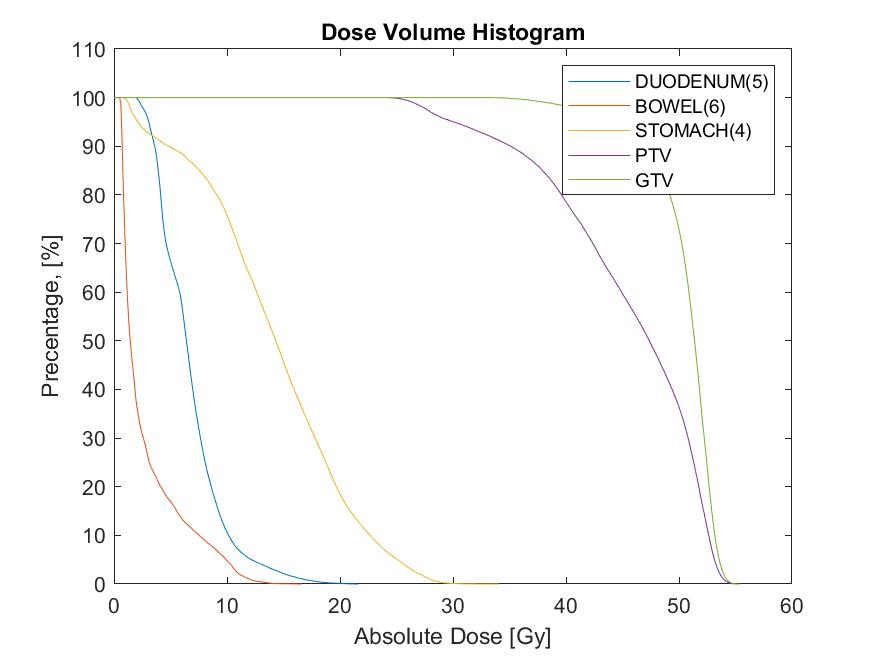 Dose Volume Histogram
110
100
90
80
70
60
50
40
30
20
10
0
Precentage, [%]
DUODENUM(5)
BOWEL(6)
STOMACH(4)
PTV
GTV
0 10 20 30 40 50 60
Absolute Dose [Gy]